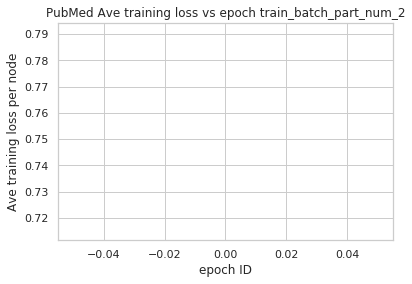 PubMed Ave training loss vs epoch train_batch_part_num_2
0.79
0.78
0.77
0.76
0.75
0.74
0.73
0.72
Ave training loss per node
−0.04 −0.02 0.00 0.02 0.04
epoch ID